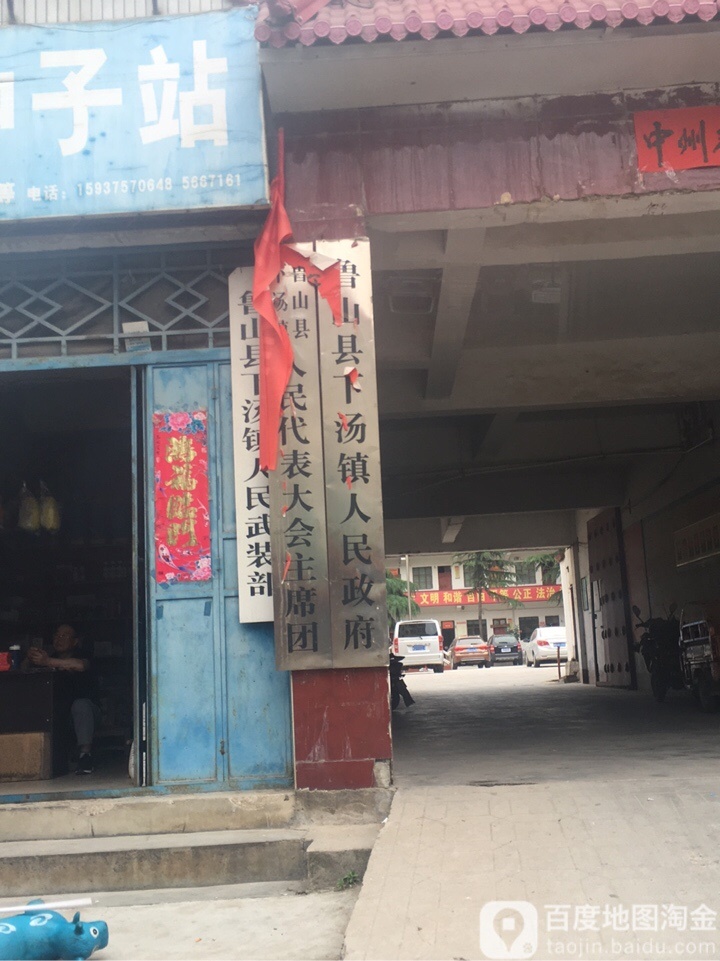 子站
电话：15937570648 5687161
中州
鲁山县下汤镇人民政府
鲁山县
人民代表大会主席团
鲁山县下汤镇人民武装部
文明 和谐 自由 公正 法治
百度地图淘金
taojin.baidu.com